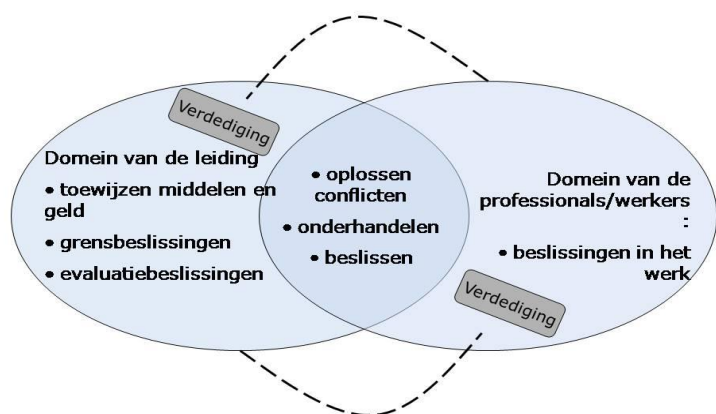 Verdediging
Domein van de leiding
• toewijzen middelen en
geld
• grensbeslissingen
• evaluatiebeslissingen
• oplossen
conflicten
• onderhandelen
• beslissen
Domein van de
professionals/werkers
:
• beslissingen in het
werk
Verdediging